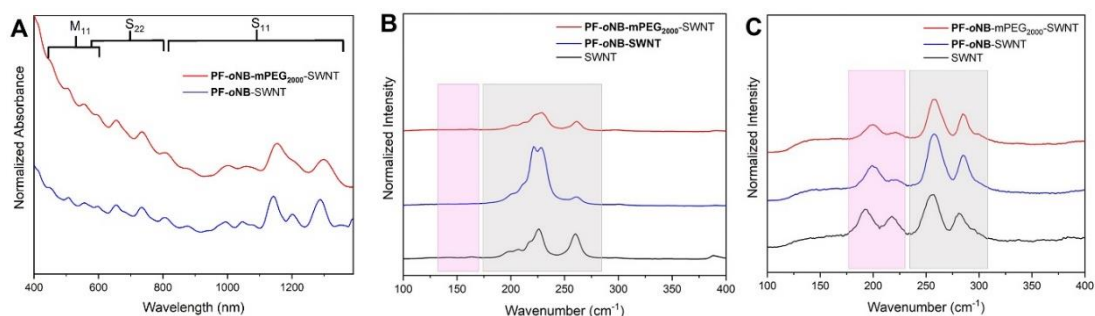 A
M11
S22
S11
PF-oNB-mPEG2000-SWNT
PF-oNB-SWNT
Normalized Absorbance
400 600 800 1000 1200
Wavelength (nm)
B
PF-oNB-mPEG2000-SWNT
PF-oNB-SWNT
SWNT
Normalized Intensity
100 150 200 250 300 350 400
Wavenumber (cm-1)
C
PF-oNB-mPEG2000-SWNT
PF-oNB-SWNT
SWNT
Normalized Intensity
100 150 200 250 300 350 400
Wavenumber (cm-1)